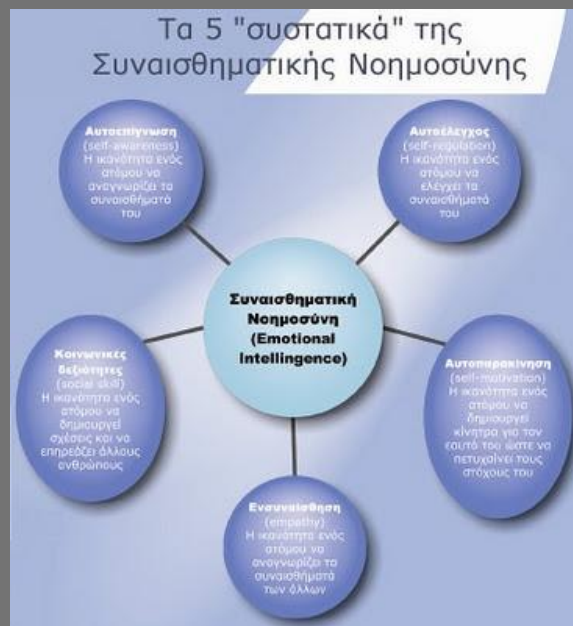 Τα 5 "συστατικά" της
Συναισθηματικής Νοημοσύνης
Αυτοεπίγνωση
(self-awareness)
Η ικανότητα ενός
ατόμου να
αναγνωρίζει τα
συναισθήματά
του
Αυτοέλεγχος
(self-regulation)
Η ικανότητα ενός
ατόμου να
ελέγχει τα
συναισθήματά
του
Συναισθηματική
Νοημοσύνη
(Emotional
Intellingence)
Κοινωνικές
δεξιότητες
(social skill)
Η ικανότητα ενός
ατόμου να
δημιουργεί
σχέσεις και να
επηρεάζει άλλους
ανθρώπους
Αυτοπαρακίνηση
(self-motivation)
Η ικανότητα ενός
ατόμου να
δημιουργεί
κίνητρα για τον
εαυτό του ώστε να
πετυχαίνει τους
στόχους του
Ενσυναίσθηση
(empathy)
Η ικανότητα ενός
ατόμου να
αναγνωρίζει τα
συναισθήματα
των άλλων